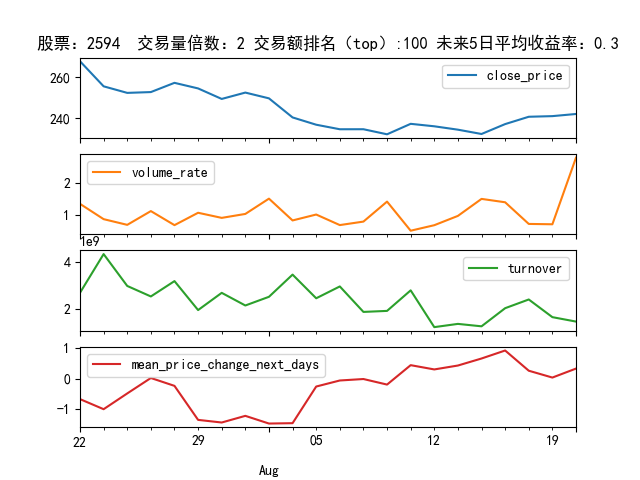 股票：2594  交易量倍数：2 交易额排名（top）:100 未来5日平均收益率：0.3
260
240
close_price
2
1
volume_rate
1e9
4
2
turnover
1
0
−1
mean_price_change_next_days
22 29 05 12 19
Aug